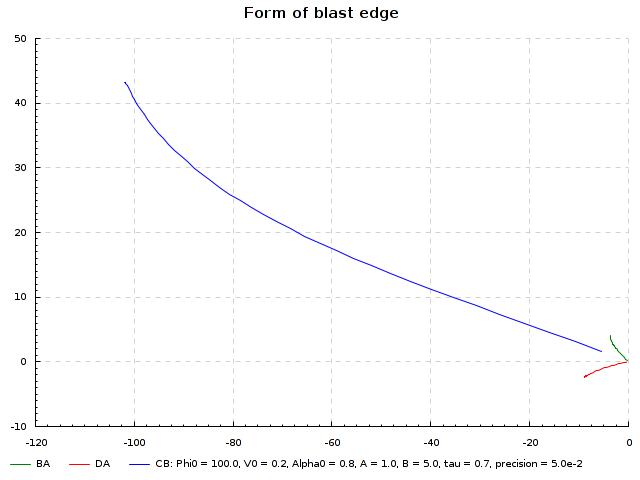 Form of blast edge
50
40
30
20
10
0
-10
-120 -100 -80 -60 -40 -20 0
BA DA CB: Phi0 = 100.0, V0 = 0.2, Alpha0 = 0.8, A = 1.0, B = 5.0, tau = 0.7, precision = 5.0e-2